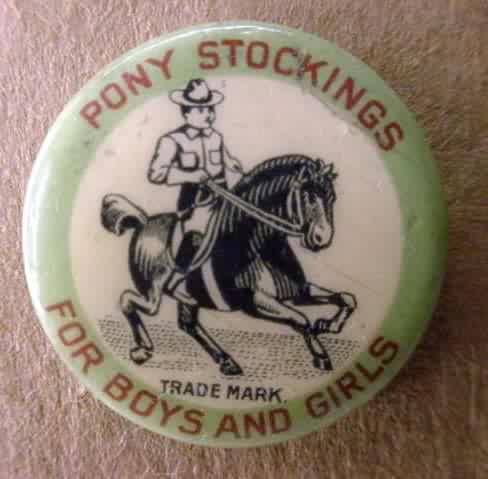 PONY STOCKINGS
TRADE MARK.
FOR BOYS AND GIRLS